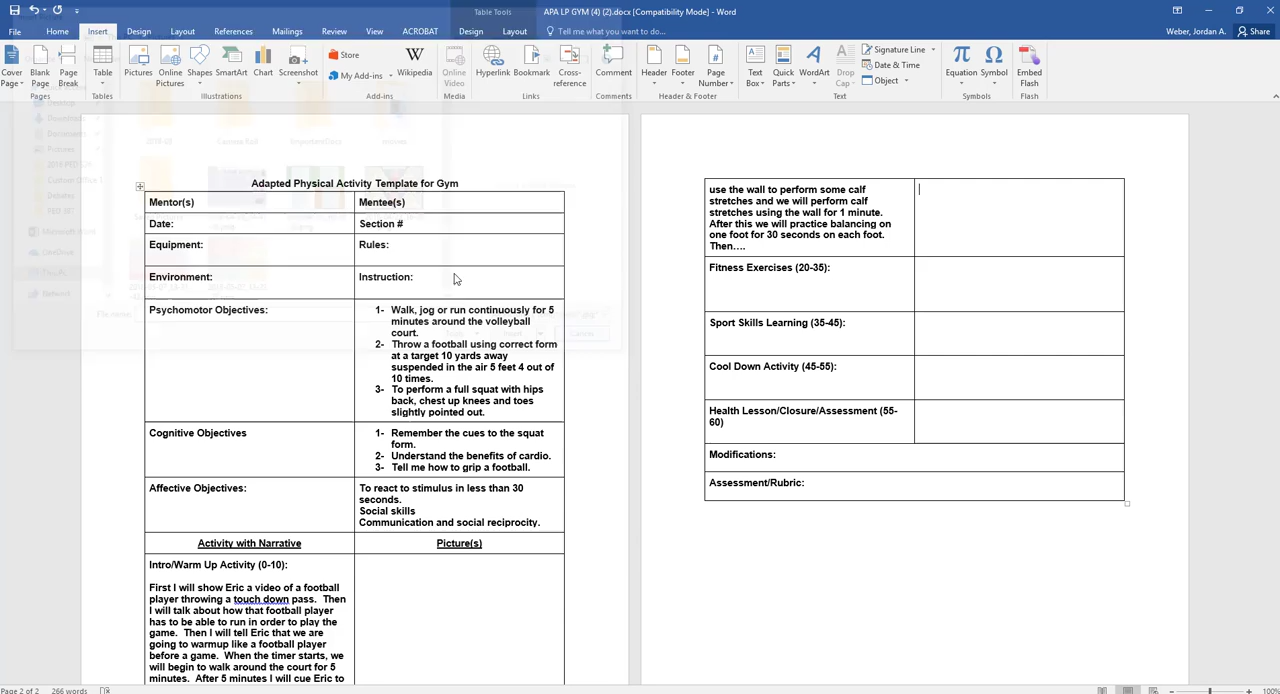 Table Tools
APA LP GYM (4) (2).docx [Compatibility Mode] - Word
File Home Insert Design Layout References Mailings Review View ACROBAT Design Layout Tell me what you want to do...
Weber, Jordan A. Share
Cover Page Blank Page Page Break Table Pictures Online Pictures Shapes SmartArt Chart Screenshot Store My Add-ins Wikipedia Online Video Hyperlink Bookmark Cross-reference Comment Header Footer Page Number Text Box Quick Parts WordArt Drop Cap Signature Line Date & Time Object Equation Symbol Embed Flash
Pages Tables Illustrations Add-ins Media Links Comments Header & Footer Text Symbols Flash
Adapted Physical Activity Template for Gym
Mentor(s) Mentee(s)
Date: Section #
Equipment: Rules:
Environment: Instruction:
Psychomotor Objectives:
1- Walk, jog or run continuously for 5
minutes around the volleyball
court.
2- Throw a football using correct form
at a target 10 yards away
suspended in the air 5 feet 4 out of
10 times.
3- To perform a full squat with hips
back, chest up knees and toes
slightly pointed out.
Cognitive Objectives
1- Remember the cues to the squat
form.
2- Understand the benefits of cardio.
3- Tell me how to grip a football.
Affective Objectives:
To react to stimulus in less than 30
seconds.
Social skills
Communication and social reciprocity.
Activity with Narrative Picture(s)
Intro/Warm Up Activity (0-10):
First I will show Eric a video of a football
player throwing a touch down pass. Then
I will talk about how that football player
has to be able to run in order to play the
game. Then I will tell Eric that we are
going to warmup like a football player
before a game. When the timer starts, we
will begin to walk around the court for 5
minutes. After 5 minutes I will cue Eric to
use the wall to perform some calf
stretches and we will perform calf
stretches using the wall for 1 minute.
After this we will practice balancing on
one foot for 30 seconds on each foot.
Then....
Fitness Exercises (20-35):
Sport Skills Learning (35-45):
Cool Down Activity (45-55):
Health Lesson/Closure/Assessment (55-
60)
Modifications:
Assessment/Rubric:
Page 2 of 2 266 words
100%